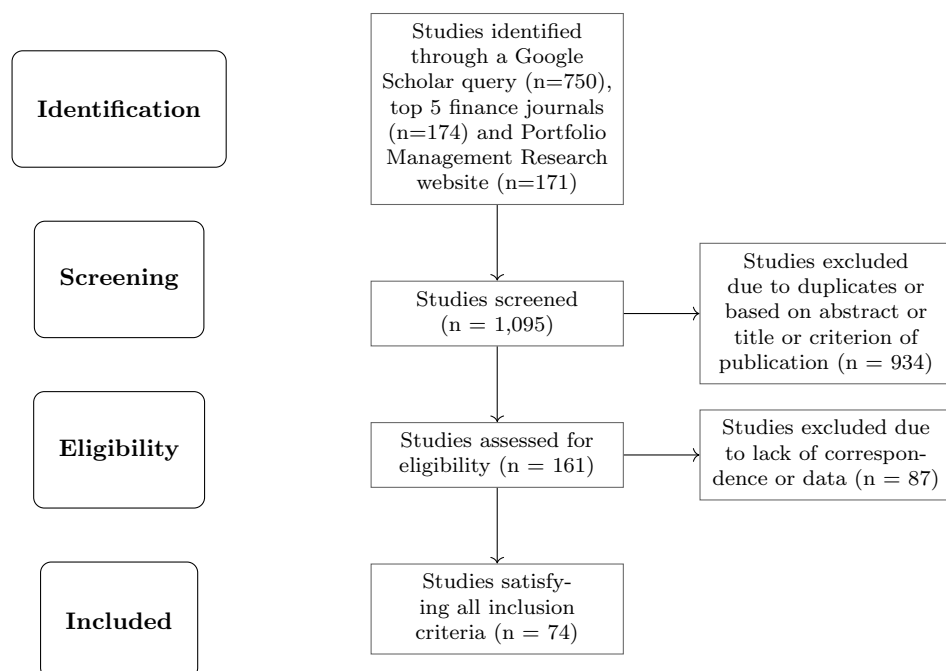 Identification
Studies identified
through a Google
Scholar query (n=750),
top 5 finance journals
(n=174) and Portfolio
Management Research
website (n=171)
Screening
Studies screened
(n = 1,095)
Studies excluded
due to duplicates or
based on abstract or
title or criterion of
publication (n = 934)
Eligibility
Studies assessed for
eligibility (n = 161)
Studies excluded due
to lack of correspon-
dence or data (n = 87)
Included
Studies satisfy-
ing all inclusion
criteria (n = 74)